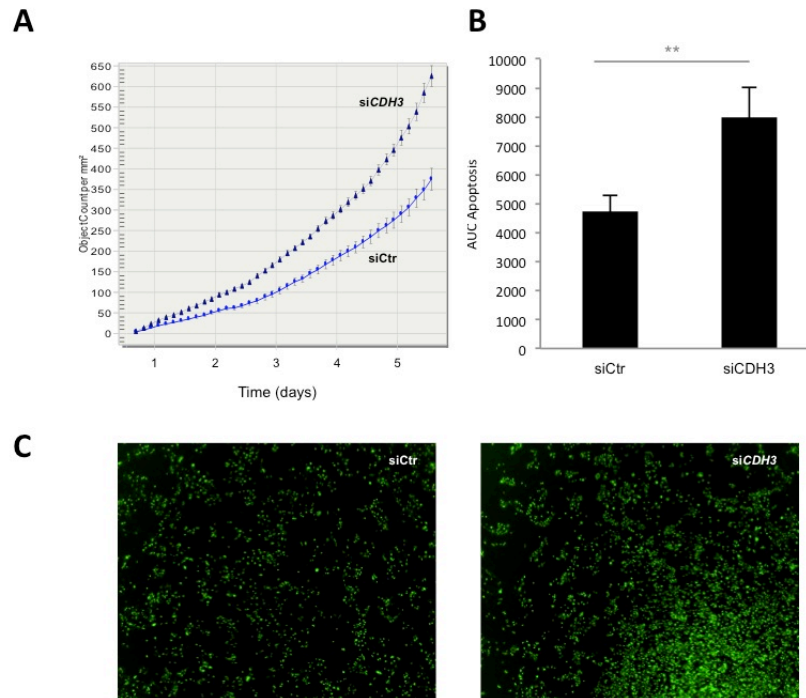 A
650
600
550
500
450
400
350
300
250
200
150
100
50
0
ObjectCount per mm²
siCDH3
siCtr
1 2 3 4 5
Time (days)
B
**
10000
9000
8000
7000
6000
5000
4000
3000
2000
1000
0
AUC Apoptosis
siCtr siCDH3
C
siCtr
siCDH3